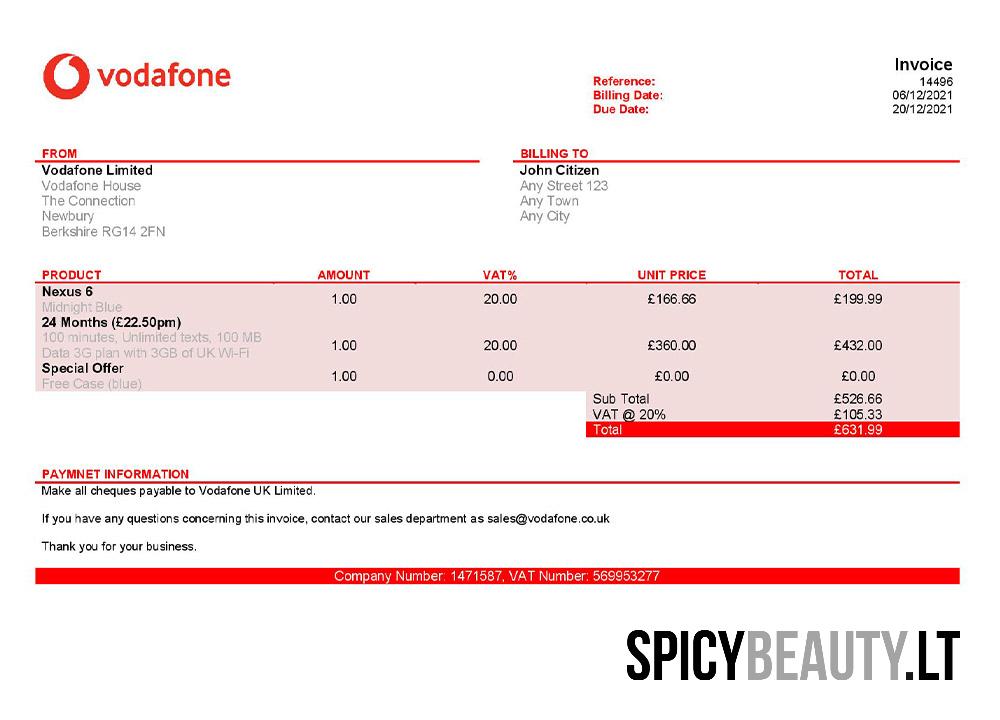 vodafone
Invoice
Reference: 14496
Billing Date: 06/12/2021
Due Date: 20/12/2021
FROM
Vodafone Limited
Vodafone House
The Connection
Newbury
Berkshire RG14 2FN
BILLING TO
John Citizen
Any Street 123
Any Town
Any City
PRODUCT AMOUNT VAT% UNIT PRICE TOTAL
Nexus 6
Midnight Blue
1.00 20.00 £166.66 £199.99
24 Months (£22.50pm)
100 minutes, Unlimited texts, 100 MB
Data 3G plan with 3GB of UK Wi-Fi
1.00 20.00 £360.00 £432.00
Special Offer
Free Case (blue)
1.00 0.00 £0.00 £0.00
Sub Total £526.66
VAT @ 20% £105.33
Total £631.99
PAYMNET INFORMATION
Make all cheques payable to Vodafone UK Limited.
If you have any questions concerning this invoice, contact our sales department as sales@vodafone.co.uk
Thank you for your business.
Company Number: 1471587, VAT Number: 569953277
SPICYBEAUTY.LT